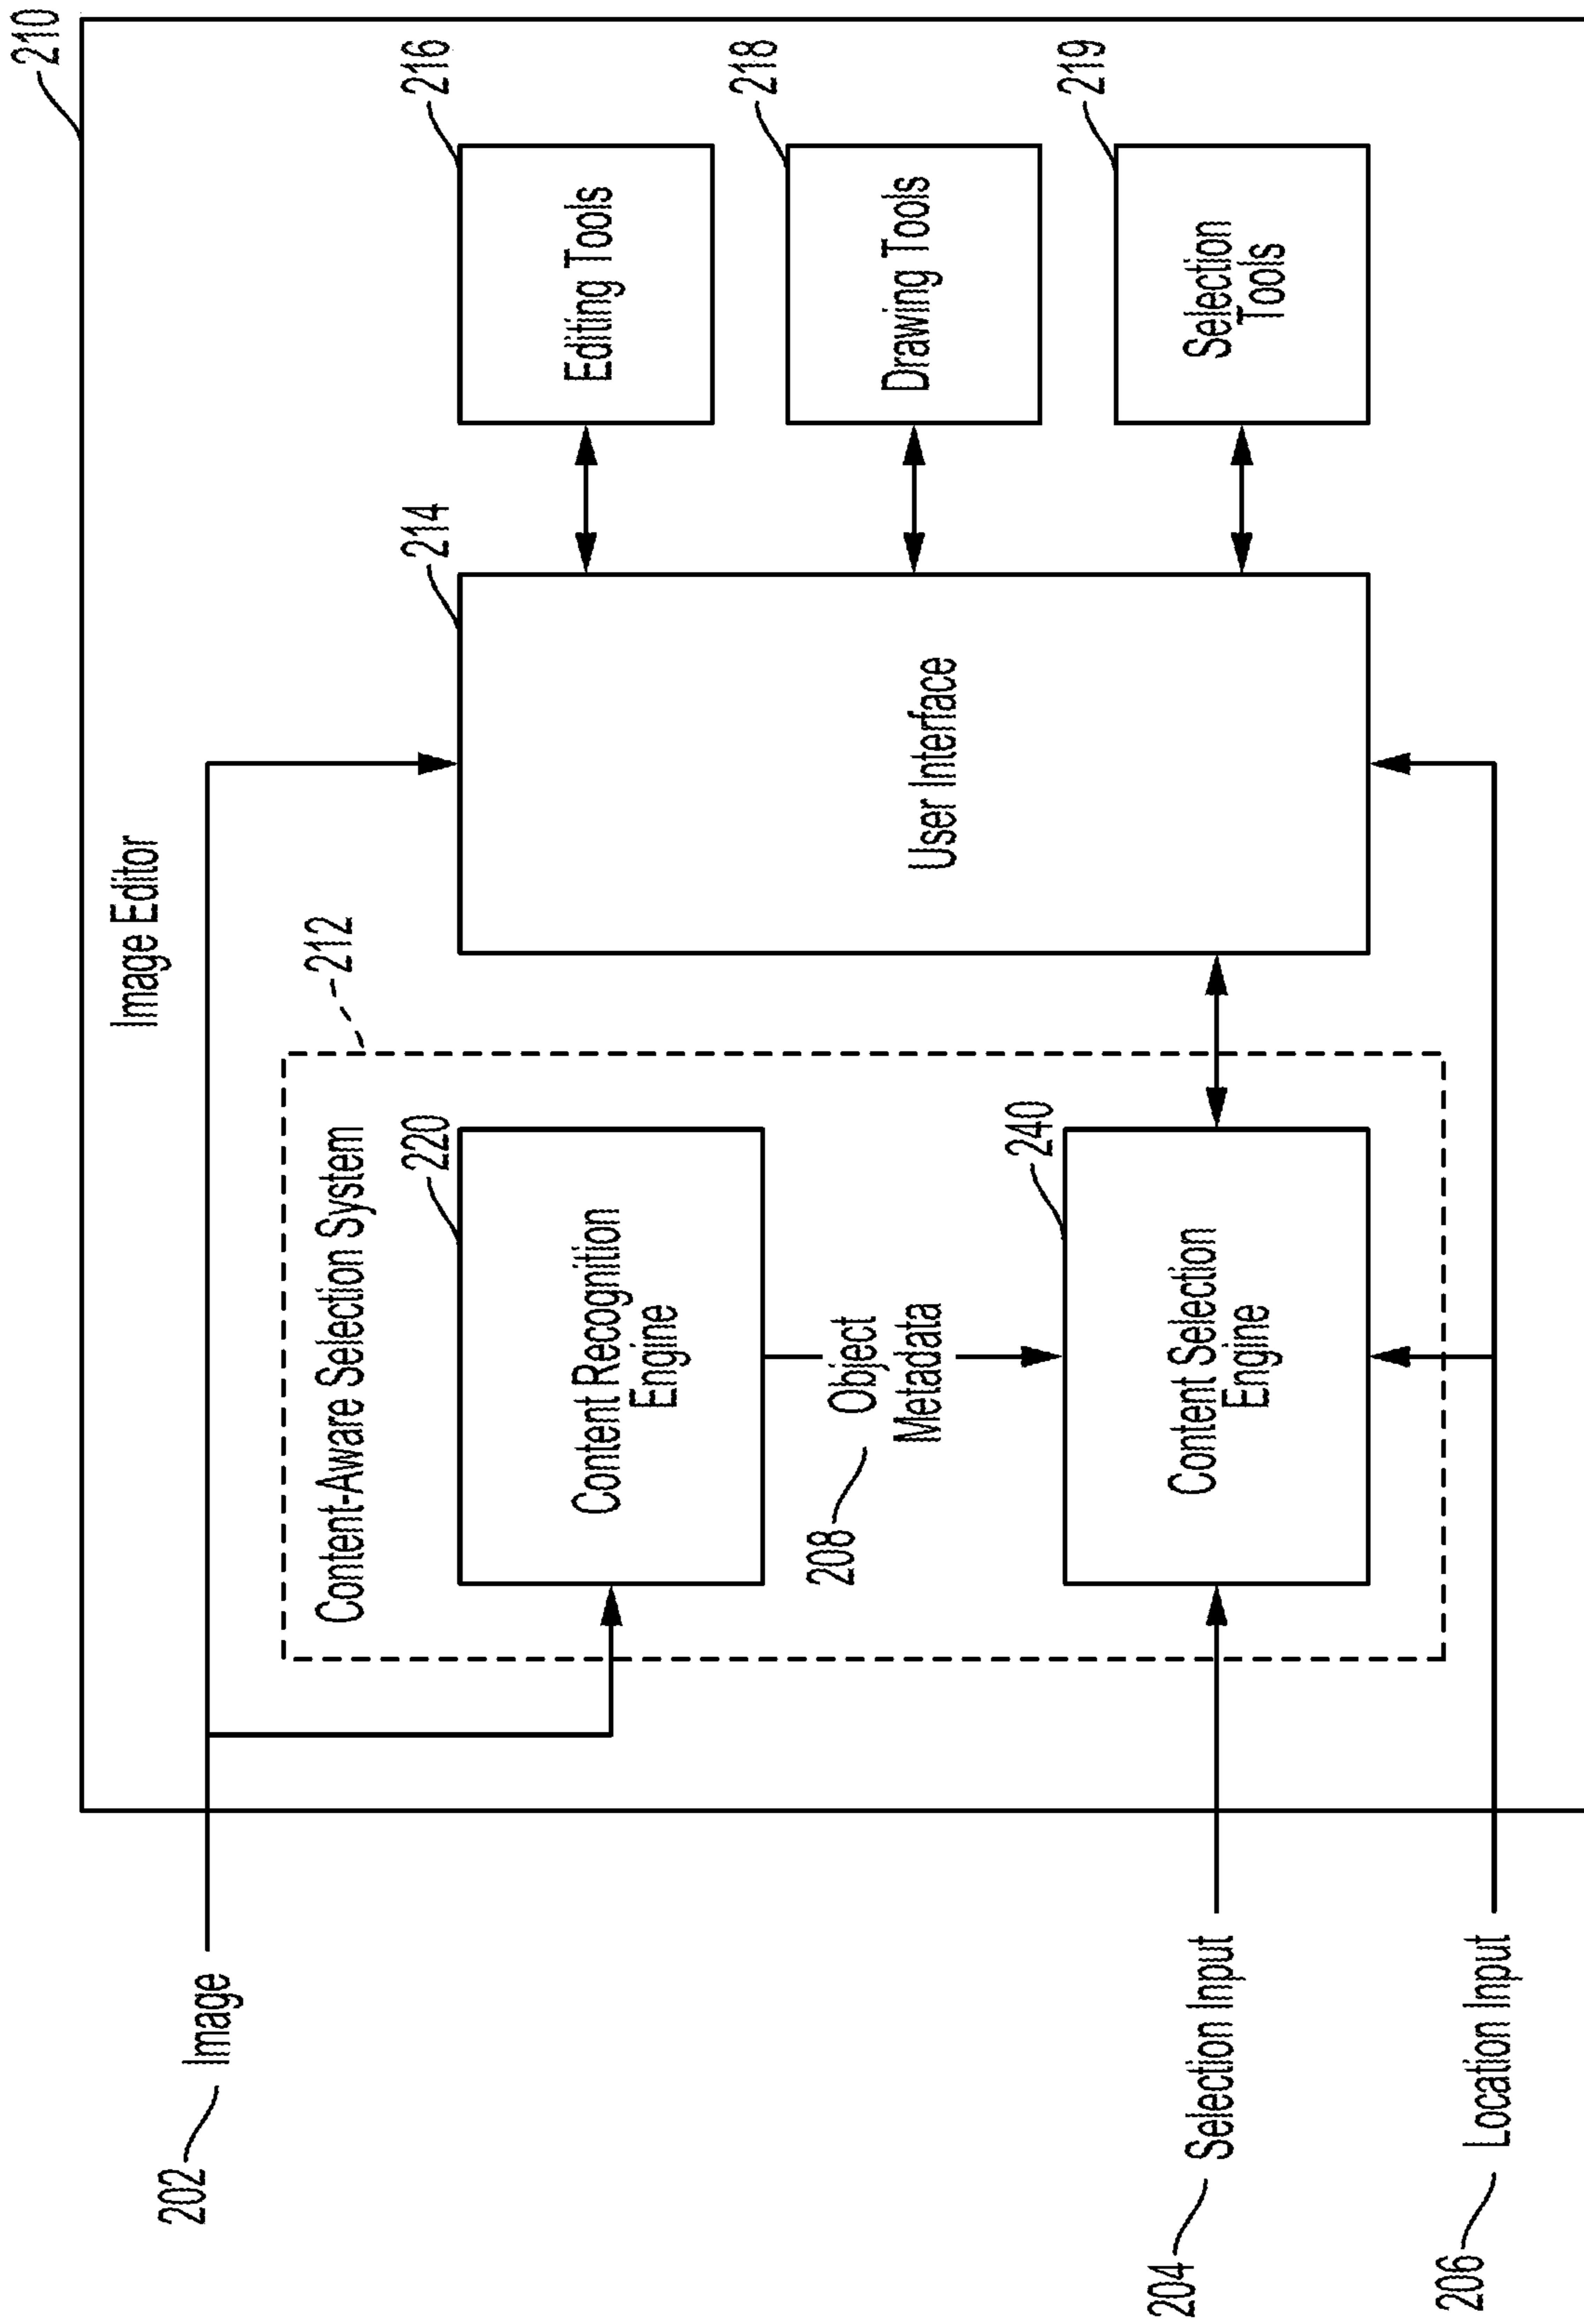 210
Image Editor
202
Image
212
Content-Aware Selection System
220
Content Recognition
Engine
208
Object
Metadata
240
Content Selection
Engine
204
Selection Input
206
Location Input
214
User Interface
216
Editing Tools
218
Drawing Tools
219
Selection
Tools